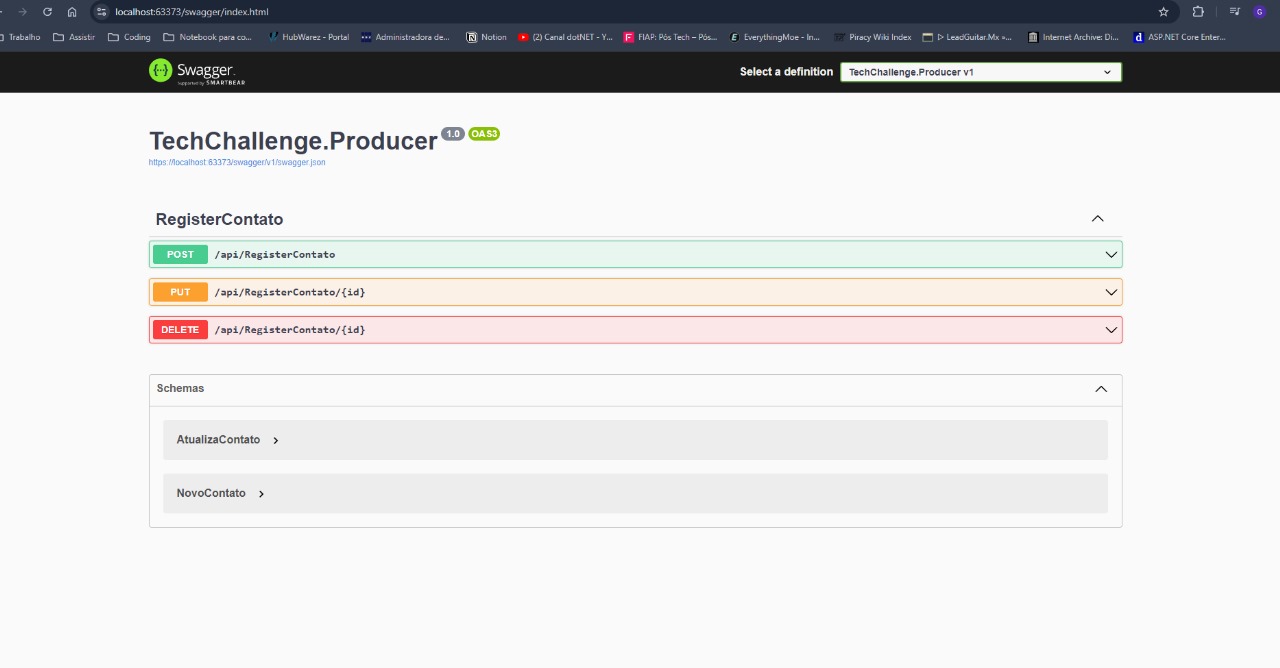 localhost:63373/swagger/index.html
Trabalho Assistir Coding Notebook para co... HubWarez - Portal Administradora de... Notion (2) Canal dotNET - Y... FIAP: Pós Tech – Pós... EverythingMoe - In... Piracy Wiki Index ▷ LeadGuitar.Mx »... Internet Archive: Di... ASP.NET Core Enter...
Swagger
Supported by SMARTBEAR
Select a definition TechChallenge.Producer v1
TechChallenge.Producer 1.0 OAS3
https://localhost:63373/swagger/v1/swagger.json
RegisterContato
POST /api/RegisterContato
PUT /api/RegisterContato/{id}
DELETE /api/RegisterContato/{id}
Schemas
AtualizaContato
NovoContato